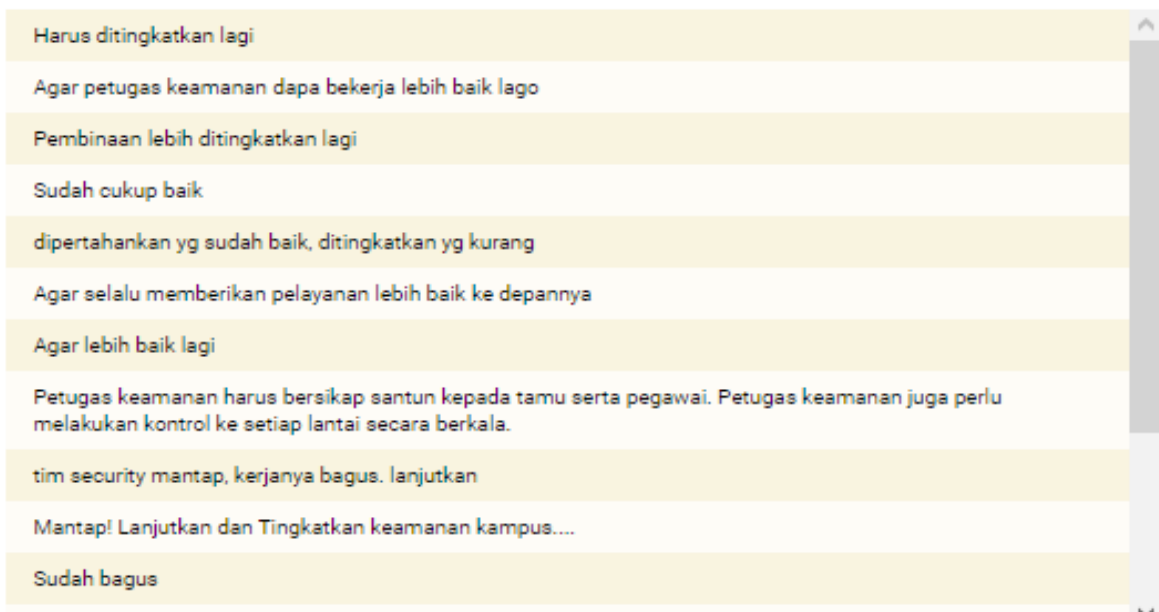 Harus ditingkatkan lagi
Agar petugas keamanan dapa bekerja lebih baik lago
Pembinaan lebih ditingkatkan lagi
Sudah cukup baik
dipertahankan yg sudah baik, ditingkatkan yg kurang
Agar selalu memberikan pelayanan lebih baik ke depannya
Agar lebih baik lagi
Petugas keamanan harus bersikap santun kepada tamu serta pegawai. Petugas keamanan juga perlu
melakukan kontrol ke setiap lantai secara berkala.
tim security mantap, kerjanya bagus. lanjutkan
Mantap! Lanjutkan dan Tingkatkan keamanan kampus....
Sudah bagus